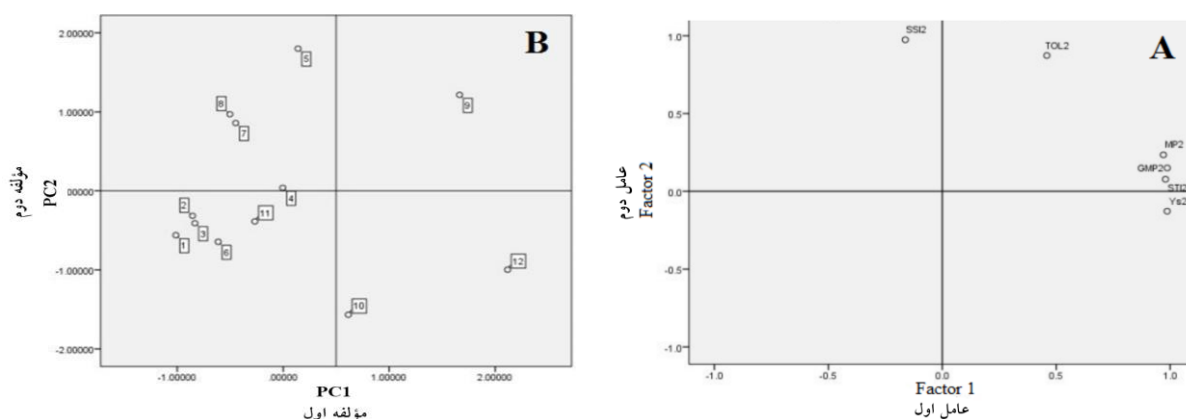 B
2.00000
1.00000
.00000
-1.00000
-2.00000
5
8
9
7
4
2
11
3
1
6
12
10
-1.00000 .00000 1.00000 2.00000
PC1
مؤلفه اول
مؤلفه دوم
PC2
A
1.0
0.5
0.0
-0.5
-1.0
SSI2
TOL2
MP2
GMP2
STI2
Ys2
-1.0 -0.5 0.0 0.5 1.0
Factor 1
عامل اول
عامل دوم
Factor 2